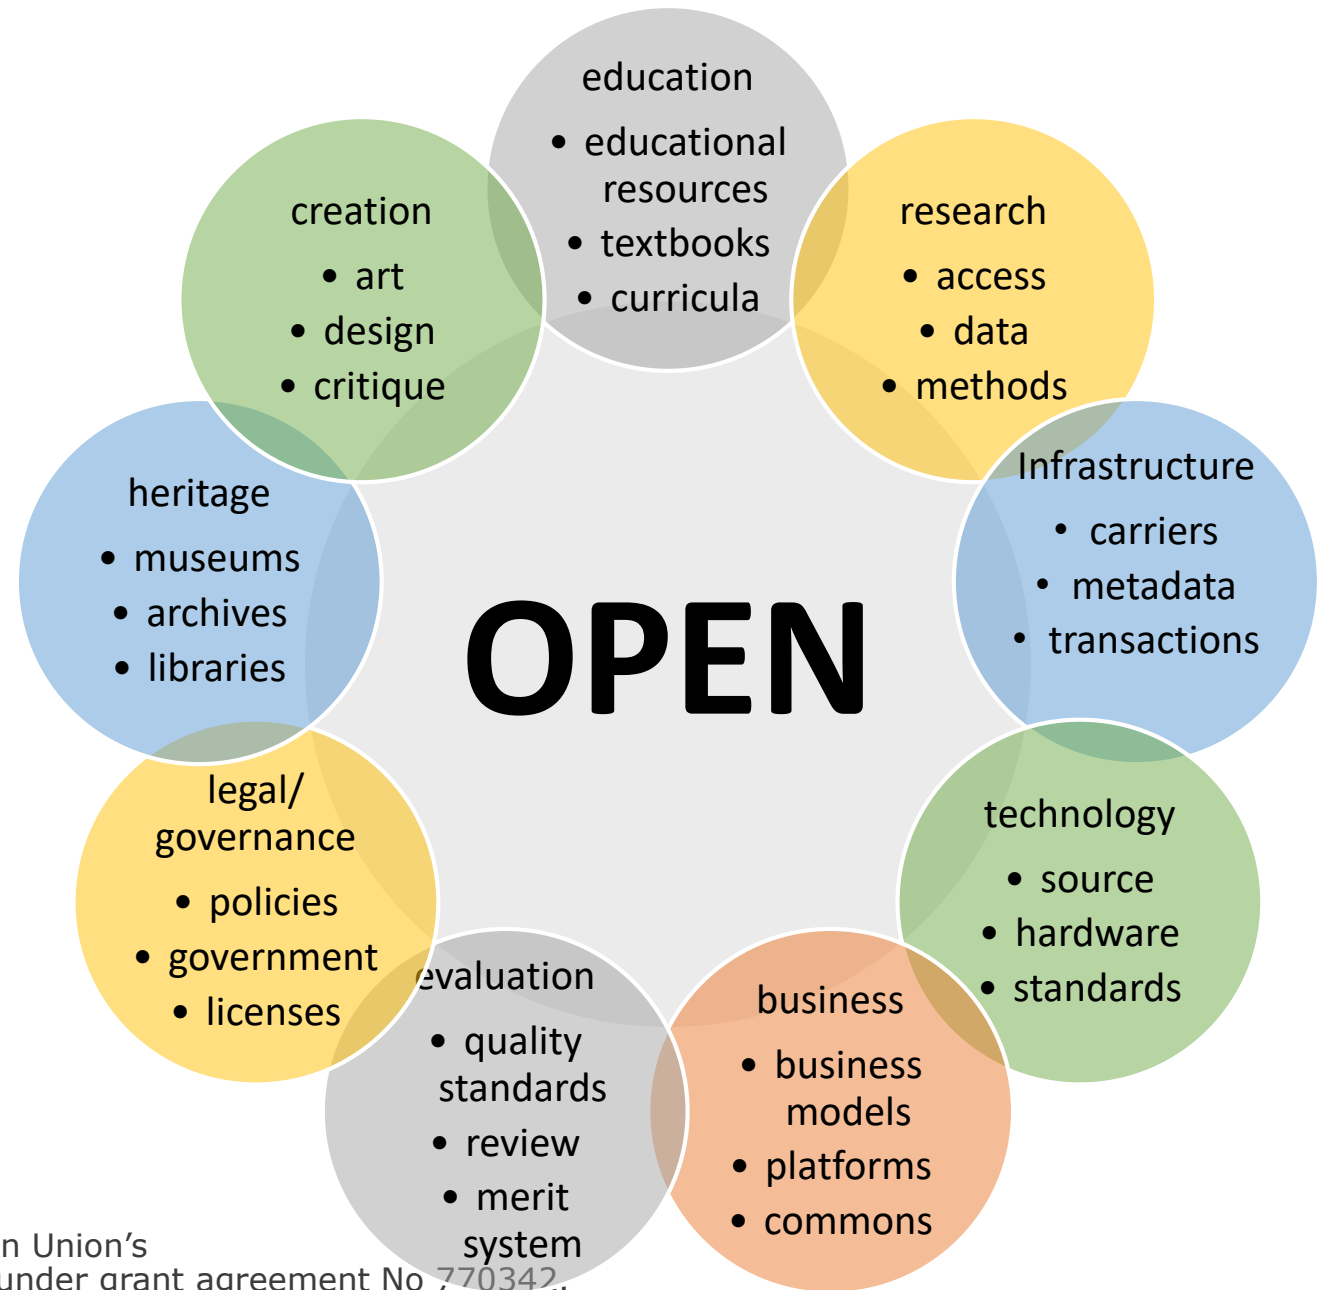 education
• educational
resources
• textbooks
• curricula
research
• access
• data
• methods
Infrastructure
• carriers
• metadata
• transactions
technology
• source
• hardware
• standards
business
• business
models
• platforms
• commons
evaluation
• quality
standards
• review
• merit
system
legal/
governance
• policies
• government
• licenses
heritage
• museums
• archives
• libraries
creation
• art
• design
• critique
OPEN
n Union’s
under grant agreement No 770342.